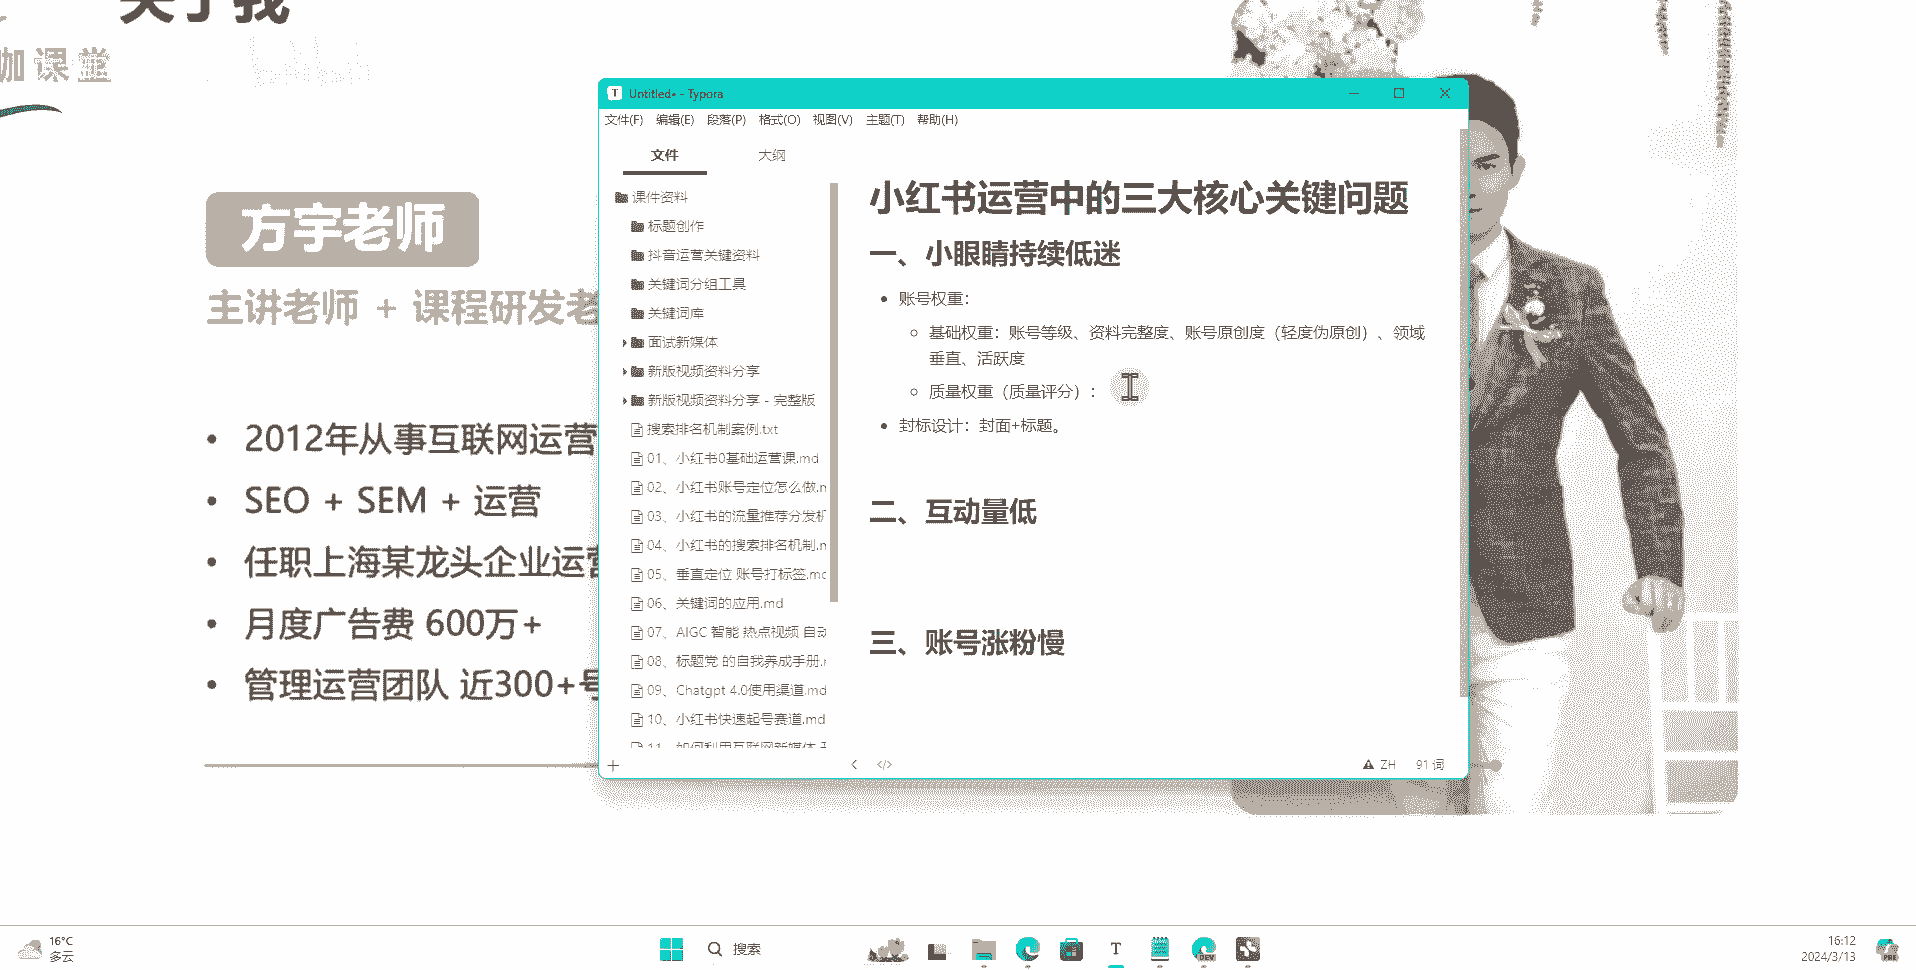 关于我
咖课堂
方宇老师
主讲老师 + 课程研发老
• 2012年从事互联网运营
• SEO + SEM + 运营
• 任职上海某龙头企业运营
• 月度广告费 600万+
• 管理运营团队 近300+号
Untitled• - Typora
文件(F) 编辑(E) 段落(P) 格式(O) 视图(V) 主题(T) 帮助(H)
文件 大纲
课件资料
标题创作
抖音运营关键资料
关键词分组工具
关键词库
面试新媒体
新版视频资料分享
新版视频资料分享 - 完整版
搜索排名机制案例.txt
01、小红书0基础运营课.md
02、小红书账号定位怎么做.m
03、小红书的流量推荐分发机
04、小红书的搜索排名机制.m
05、垂直定位 账号打标签.md
06、关键词的应用.md
07、AIGC 智能 热点视频 自动
08、标题党 的自我养成手册.m
09、Chatgpt 4.0使用渠道.md
10、小红书快速起号赛道.md
11、如何利用互联网新媒体
小红书运营中的三大核心关键问题
一、小眼睛持续低迷
• 账号权重：
基础权重：账号等级、资料完整度、账号原创度（轻度伪原创）、领域
垂直、活跃度
质量权重（质量评分）：
• 封标设计：封面+标题。
二、互动量低
三、账号涨粉慢
ZH 91 词
16°C
多云
搜索
DEV
16:12
2024/3/13
PRE